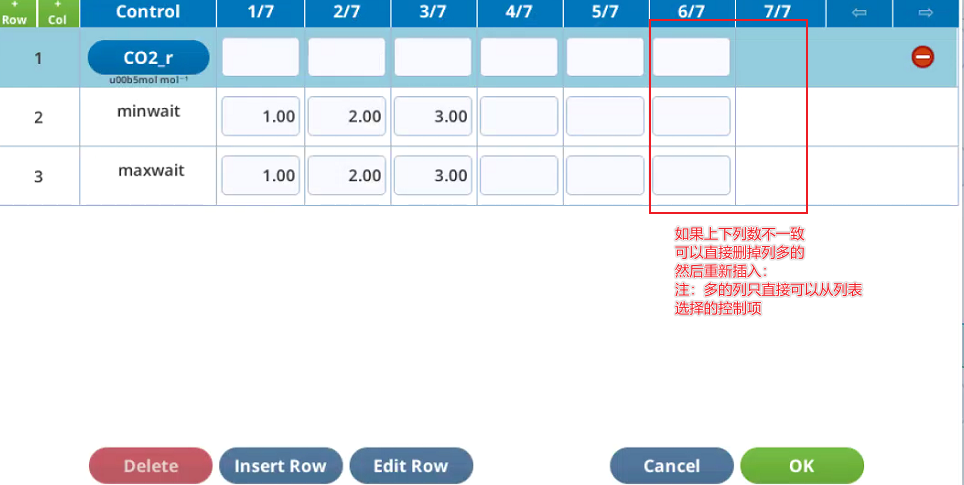 + Row + Col Control 1/7 2/7 3/7 4/7 5/7 6/7 7/7 ⇦ ⇨
1 CO2_r
u00b5mol mol⁻¹
2 minwait 1.00 2.00 3.00
3 maxwait 1.00 2.00 3.00
如果上下列数不一致
可以直接删掉列多的
然后重新插入:
注:多的列只直接可以从列表
选择的控制项
Delete Insert Row Edit Row Cancel OK